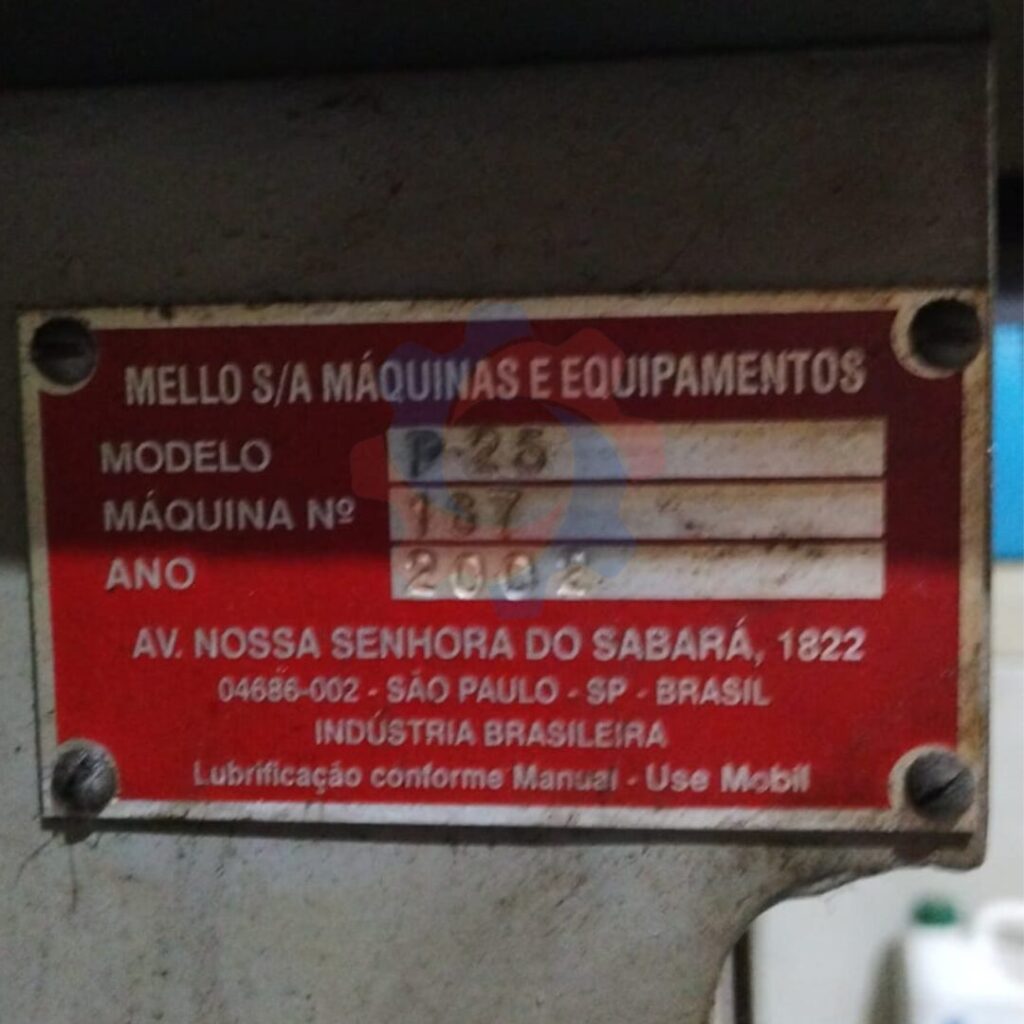 MELLO S/A MÁQUINAS E EQUIPAMENTOS
MODELO P-25
MÁQUINA Nº 187
ANO 2002
AV. NOSSA SENHORA DO SABARÁ, 1822
04686-002 - SÃO PAULO - SP - BRASIL
INDÚSTRIA BRASILEIRA
Lubrificação conforme Manual - Use Mobil